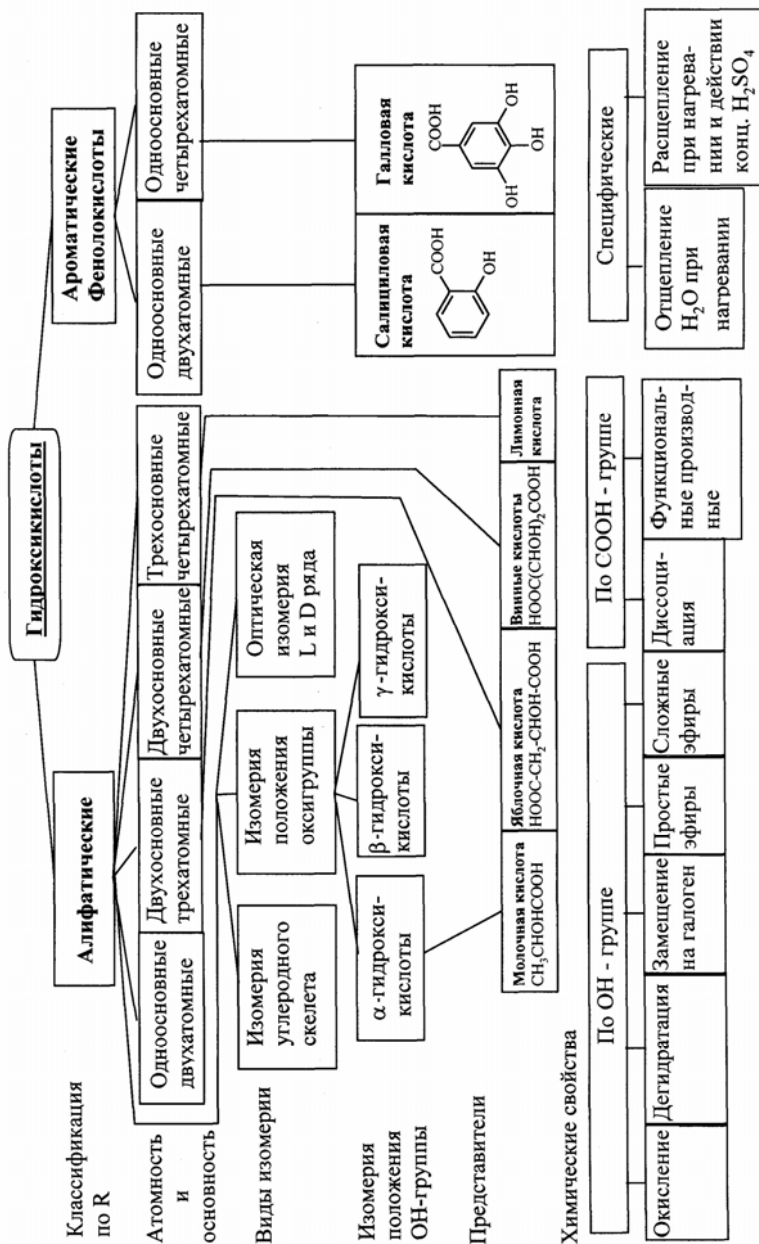 Гидроксикислоты
Классификация
по R
Алифатические
Ароматические
Фенолокислоты
Атомность
и
основность
Одноосновные
двухатомные
Двухосновные
трехатомные
Двухосновные
четырехатомные
Трехосновные
четырехатомные
Одноосновные
двухатомные
Одноосновные
четырехатомные
Виды изомерии
Изомерия
углеродного
скелета
Изомерия
положения
оксигруппы
Оптическая
изомерия
L и D ряда
Изомерия
положения
ОН-группы
α-гидрокси-
кислоты
β-гидрокси-
кислоты
γ-гидрокси-
кислоты
Салициловая
кислота
COOH
OH
Галловая
кислота
COOH
OH
OH
OH
Представители
Молочная кислота
CH₃CHOHCOOH
Яблочная кислота
HOOC-CH₂-CHOH-COOH
Винные кислоты
HOOC(CHOH)₂COOH
Лимонная
кислота
Химические свойства
По ОН - группе
По СООН - группе
Специфические
Окисление
Дегидратация
Замещение
на галоген
Простые
эфиры
Сложные
эфиры
Диссоци-
ация
Функциональ-
ные производ-
ные
Отщепление
H₂O при
нагревании
Расщепление
при нагрева-
нии и действии
конц. H₂SO₄